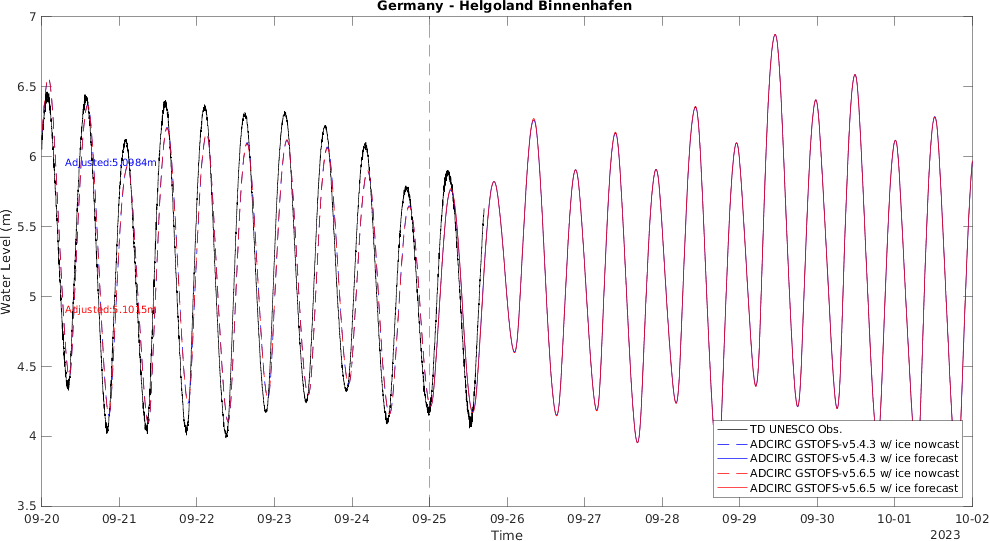 Germany - Helgoland Binnenhafen
7
6.5
6
5.5
5
4.5
4
3.5
Water Level (m)
Adjusted:5.0984m
Adjusted:5.1015m
TD UNESCO Obs.
ADCIRC GSTOFS-v5.4.3 w/ ice nowcast
ADCIRC GSTOFS-v5.4.3 w/ ice forecast
ADCIRC GSTOFS-v5.6.5 w/ ice nowcast
ADCIRC GSTOFS-v5.6.5 w/ ice forecast
09-20 09-21 09-22 09-23 09-24 09-25 09-26 09-27 09-28 09-29 09-30 10-01 10-02
Time
2023